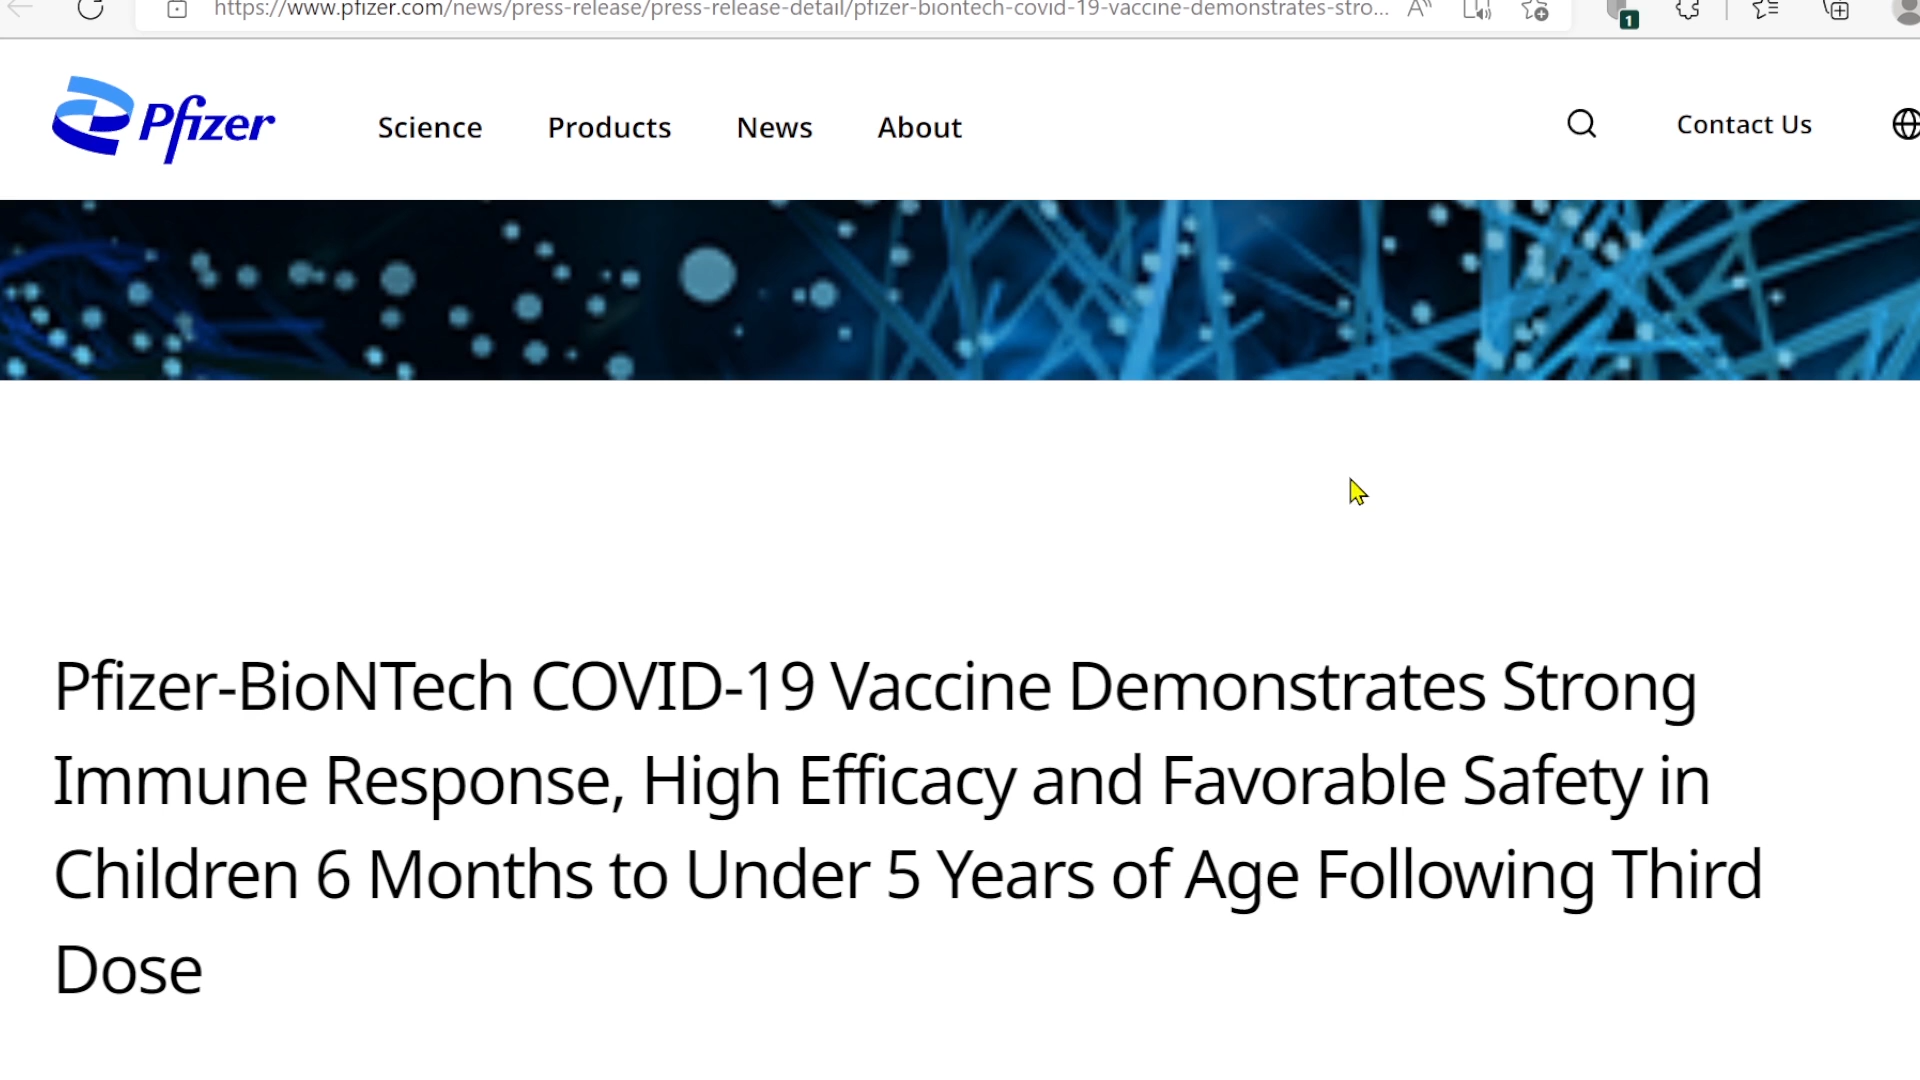 https://www.pfizer.com/news/press-release/press-release-detail/pfizer-biontech-covid-19-vaccine-demonstrates-stro...
1
Pfizer
Science
Products
News
About
Contact Us
Pfizer-BioNTech COVID-19 Vaccine Demonstrates Strong
Immune Response, High Efficacy and Favorable Safety in
Children 6 Months to Under 5 Years of Age Following Third
Dose